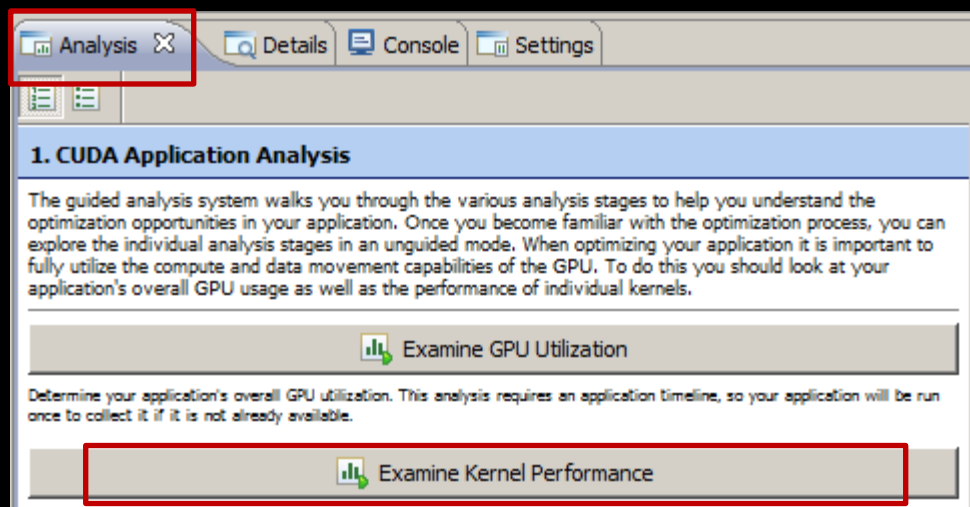 Analysis Details Console Settings
1. CUDA Application Analysis
The guided analysis system walks you through the various analysis stages to help you understand the
optimization opportunities in your application. Once you become familiar with the optimization process, you can
explore the individual analysis stages in an unguided mode. When optimizing your application it is important to
fully utilize the compute and data movement capabilities of the GPU. To do this you should look at your
application's overall GPU usage as well as the performance of individual kernels.
Examine GPU Utilization
Determine your application's overall GPU utilization. This analysis requires an application timeline, so your application will be run
once to collect it if it is not already available.
Examine Kernel Performance